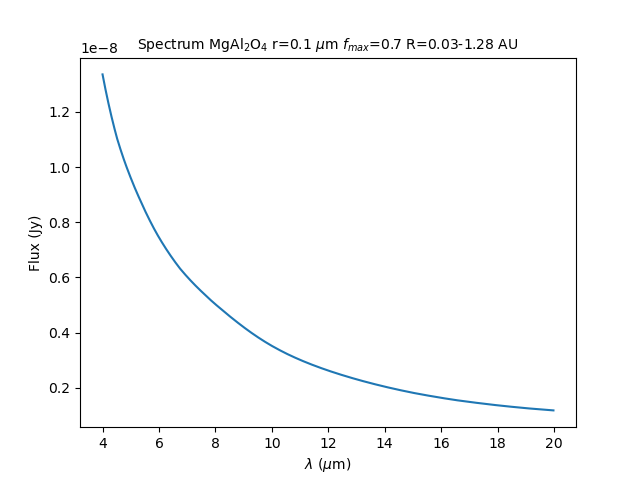 Spectrum MgAl₂O₄ r=0.1 μm fₘₐₓ=0.7 R=0.03-1.28 AU
1e−8
1.2
1.0
0.8
0.6
0.4
0.2
Flux (Jy)
4 6 8 10 12 14 16 18 20
λ (μm)